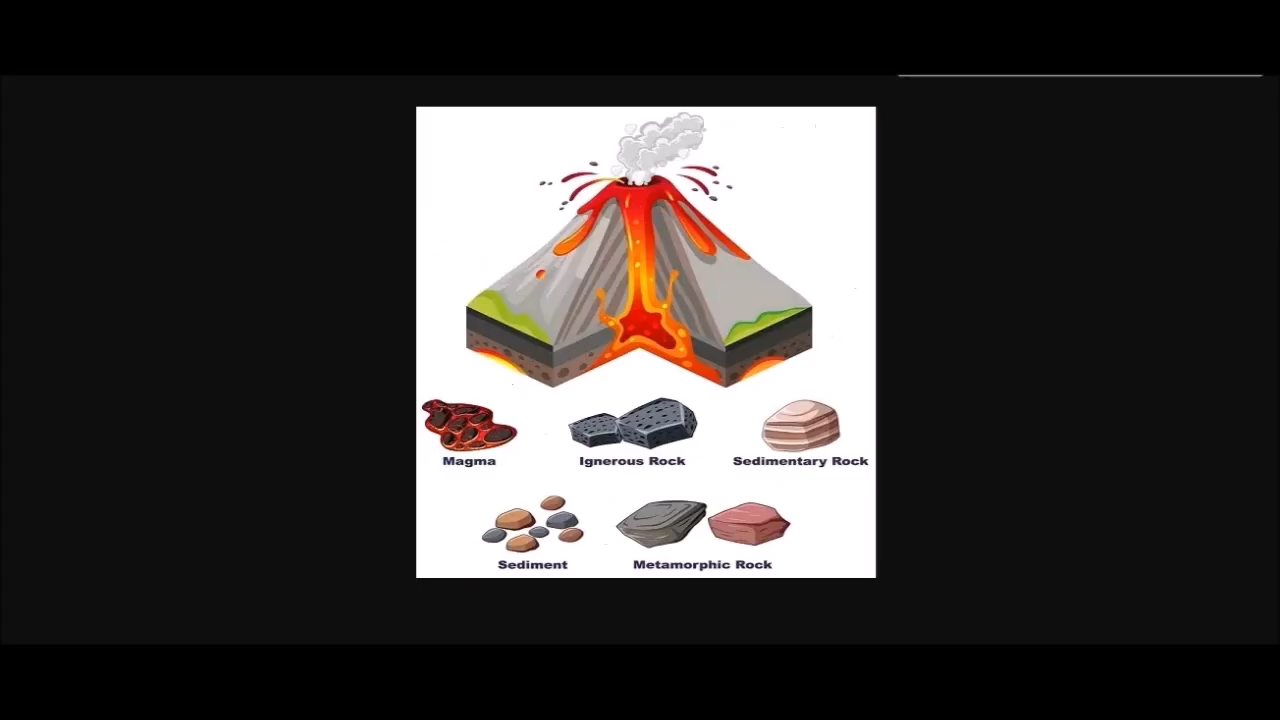 Magma
Ignerous Rock
Sedimentary Rock
Sediment
Metamorphic Rock